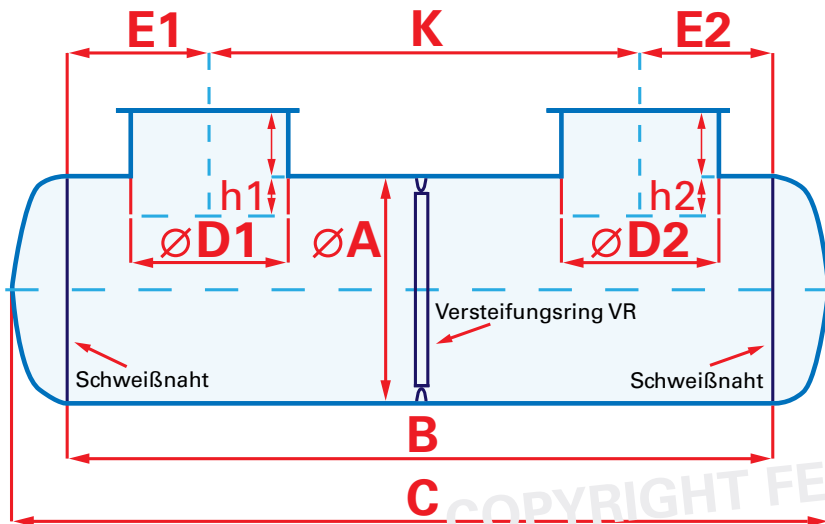 E1 K E2
h1 h2
⌀D1 ⌀A ⌀D2
Versteifungsring VR
Schweißnaht Schweißnaht
B
C
COPYRIGHT FE